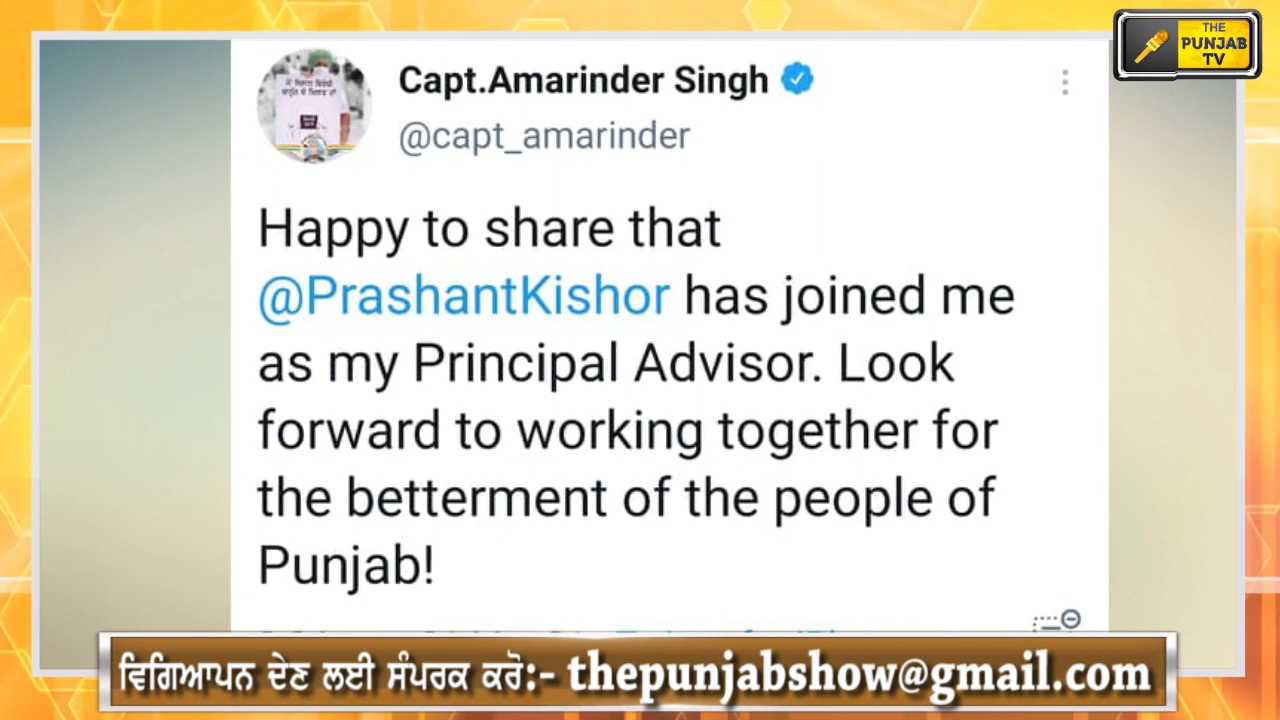 THE
PUNJAB
TV
Capt.Amarinder Singh
@capt_amarinder
Happy to share that
@PrashantKishor has joined me
as my Principal Advisor. Look
forward to working together for
the betterment of the people of
Punjab!
ਵਿਗਿਆਪਨ ਦੇਣ ਲਈ ਸੰਪਰਕ ਕਰੋ:- thepunjabshow@gmail.com